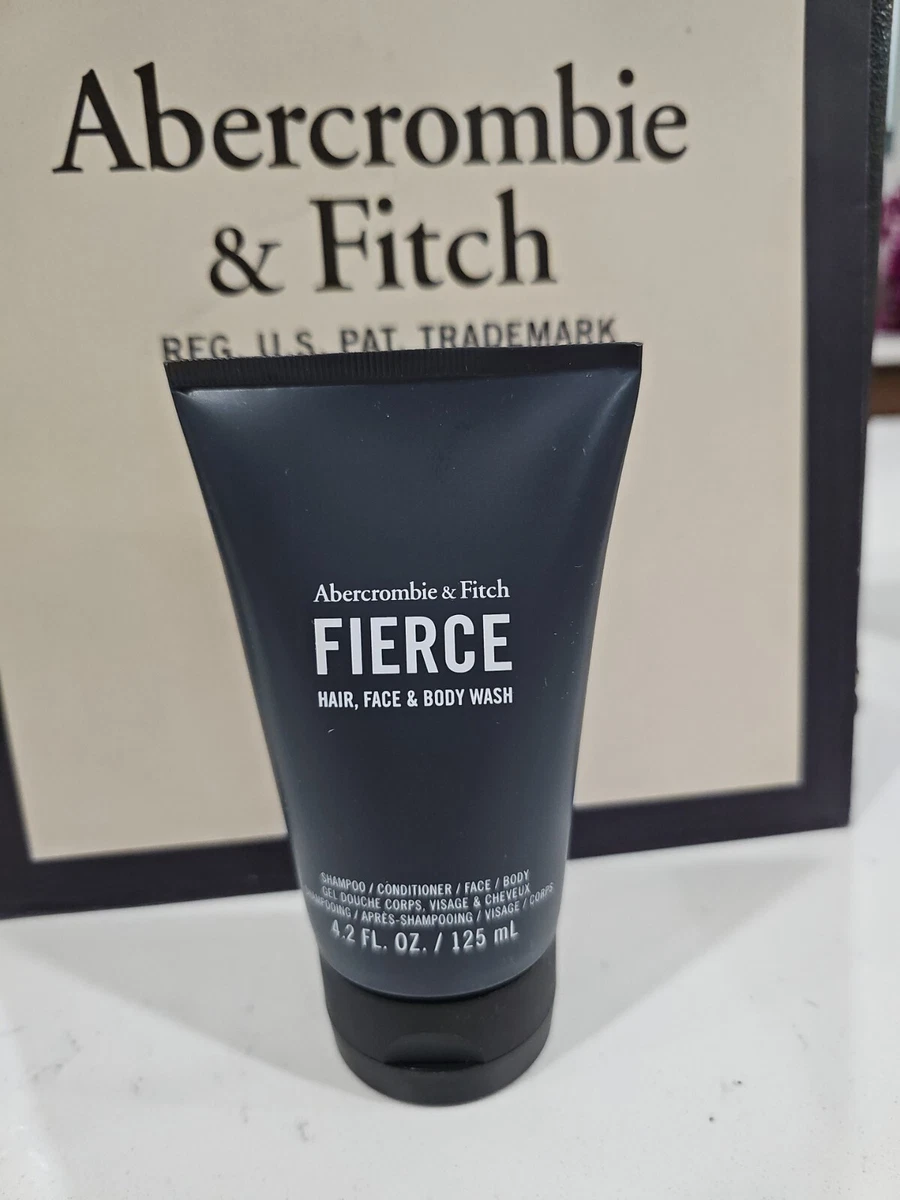 Abercrombie
& Fitch
REG. U.S. PAT. TRADEMARK
Abercrombie & Fitch
FIERCE
HAIR, FACE & BODY WASH
SHAMPOO / CONDITIONER / FACE / BODY
GEL DOUCHE CORPS, VISAGE & CHEVEUX
SHAMPOOING / APRÈS-SHAMPOOING / VISAGE / CORPS
4.2 FL. OZ. / 125 mL